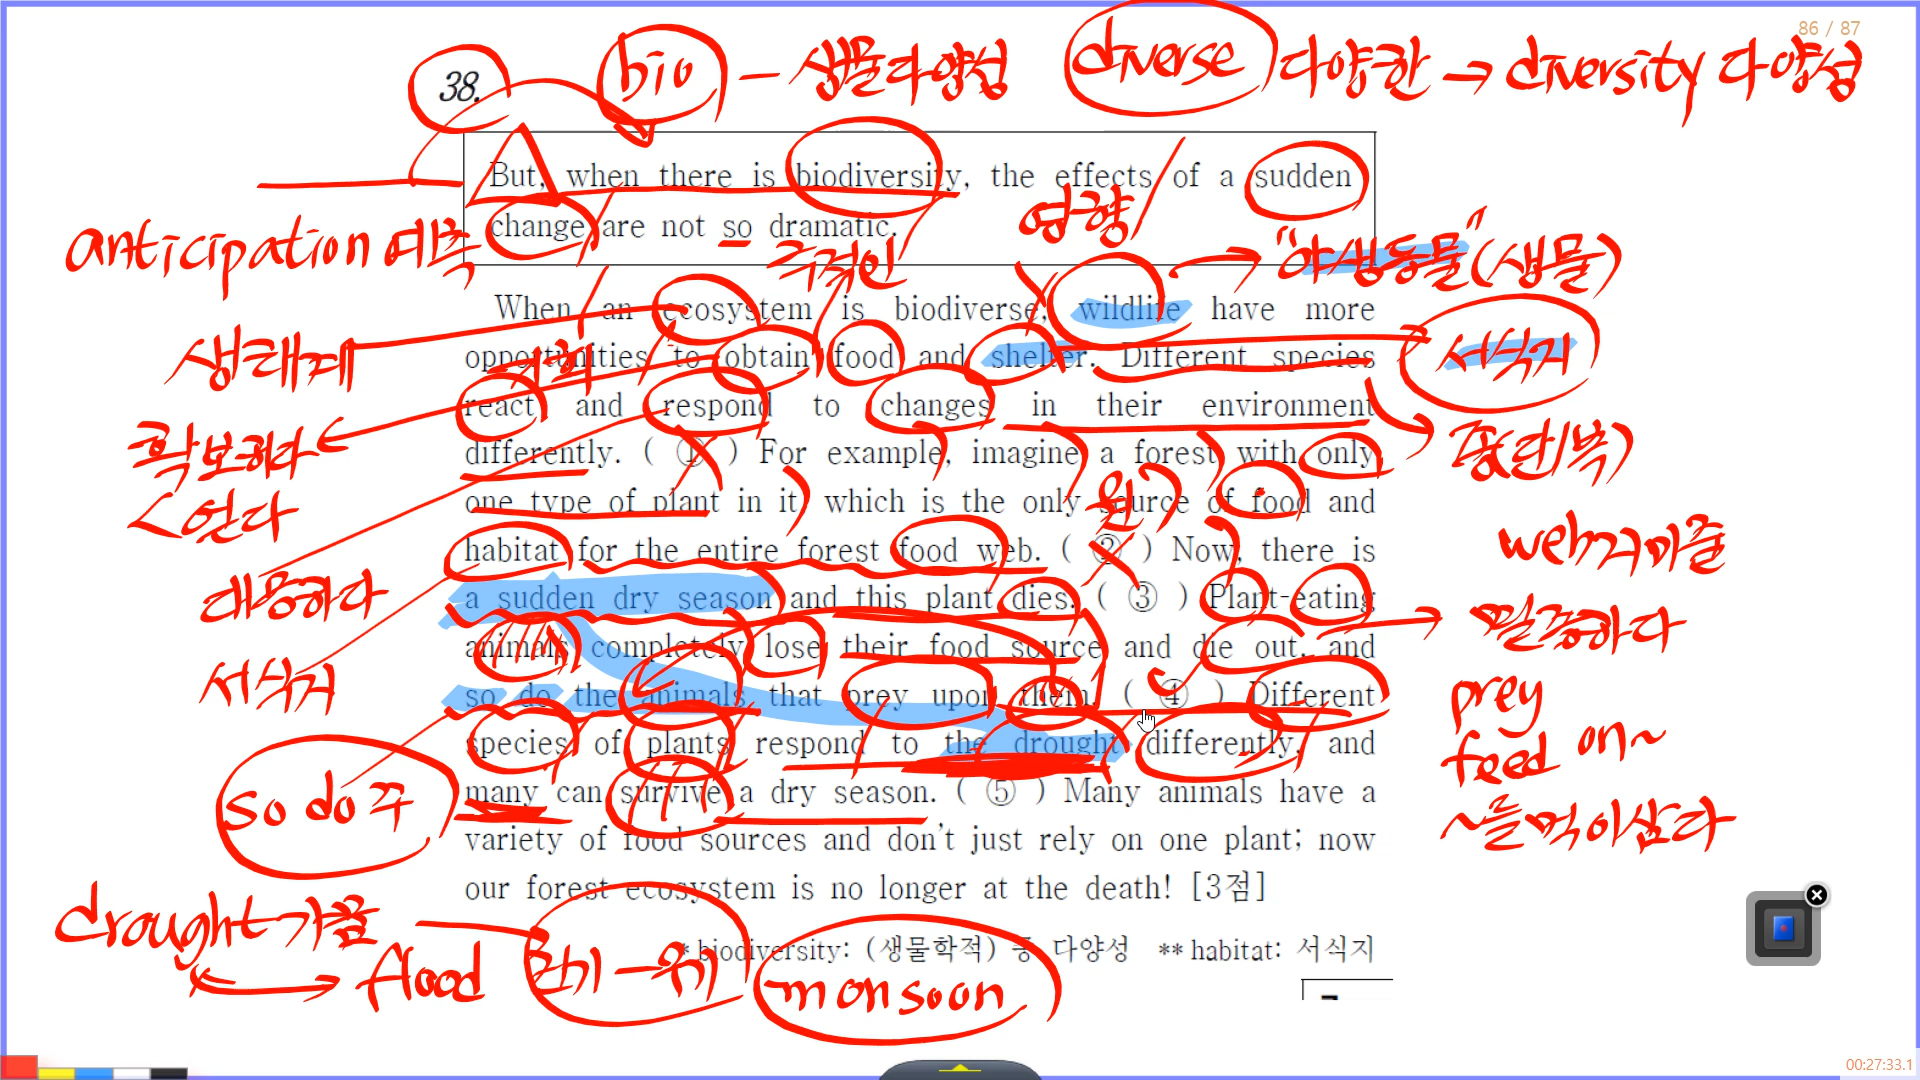 86 / 87
38.
bio - 생물다양성 diverse 다양한 → diversity 다양성
But, when there is biodiversity, the effects of a sudden
영향
change are not so dramatic.
극적인
anticipation 예측
"야생동물" (생물)
When an ecosystem is biodiverse, wildlife have more
생태계
opportunities to obtain food and shelter. Different species
기회
서식지
react and respond to changes in their environment
확보하다
differently. ( ① ) For example, imagine a forest with only
< 얻다
one type of plant in it, which is the only source of food and
원
habitat for the entire forest food web. ( ② ) Now, there is
web 거미줄
대응하다
a sudden dry season and this plant dies. ( ③ ) Plant-eating
멸종하다
animals completely lose their food source and die out, and
서식지
so do the animals that prey upon them. ( ④ ) Different
prey
feed on~
species of plants respond to the drought differently, and
so do 주
many can survive a dry season. ( ⑤ ) Many animals have a
~를 먹이삼다
variety of food sources and don't just rely on one plant; now
our forest ecosystem is no longer at the death! [3점]
drought 가뭄
* biodiversity: (생물학적) 종 다양성 ** habitat: 서식지
flood
monsoon
00:27:33.1